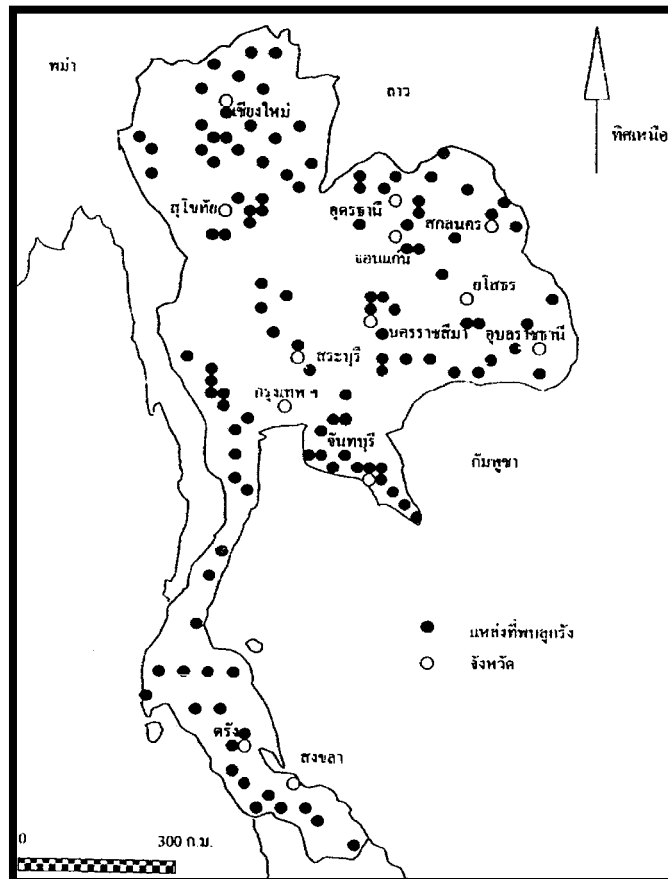 พม่า
ลาว
ทิศเหนือ
เชียงใหม่
สุโขทัย
อุดรธานี
สกลนคร
ขอนแก่น
ยโสธร
นครราชสีมา
อุบลราชธานี
สระบุรี
กรุงเทพ ฯ
จันทบุรี
กัมพูชา
แหล่งที่พบลูกรัง
จังหวัด
ตรัง
สงขลา
0
300 ก.ม.